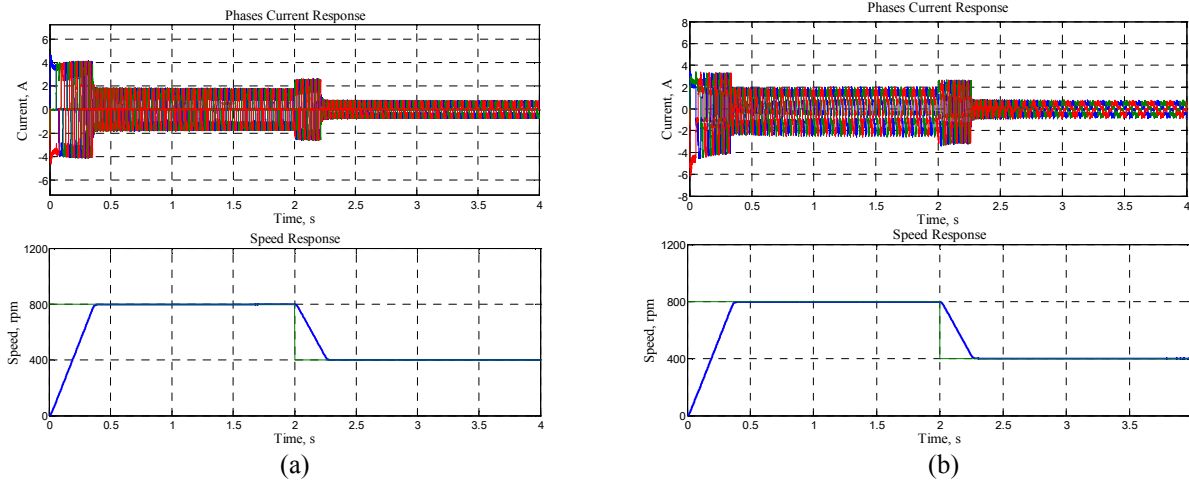 Phases Current Response
6
4
2
0
-2
-4
-6
Current, A
0 0.5 1 1.5 2 2.5 3 3.5 4
Time, s
Speed Response
1200
800
400
0
Speed, rpm
0 0.5 1 1.5 2 2.5 3 3.5 4
Time, s
(a)
Phases Current Response
8
6
4
2
0
-2
-4
-6
-8
Current, A
0 0.5 1 1.5 2 2.5 3 3.5 4
Time, s
Speed Response
1200
800
400
0
Speed, rpm
0 0.5 1 1.5 2 2.5 3 3.5
Time, s
(b)